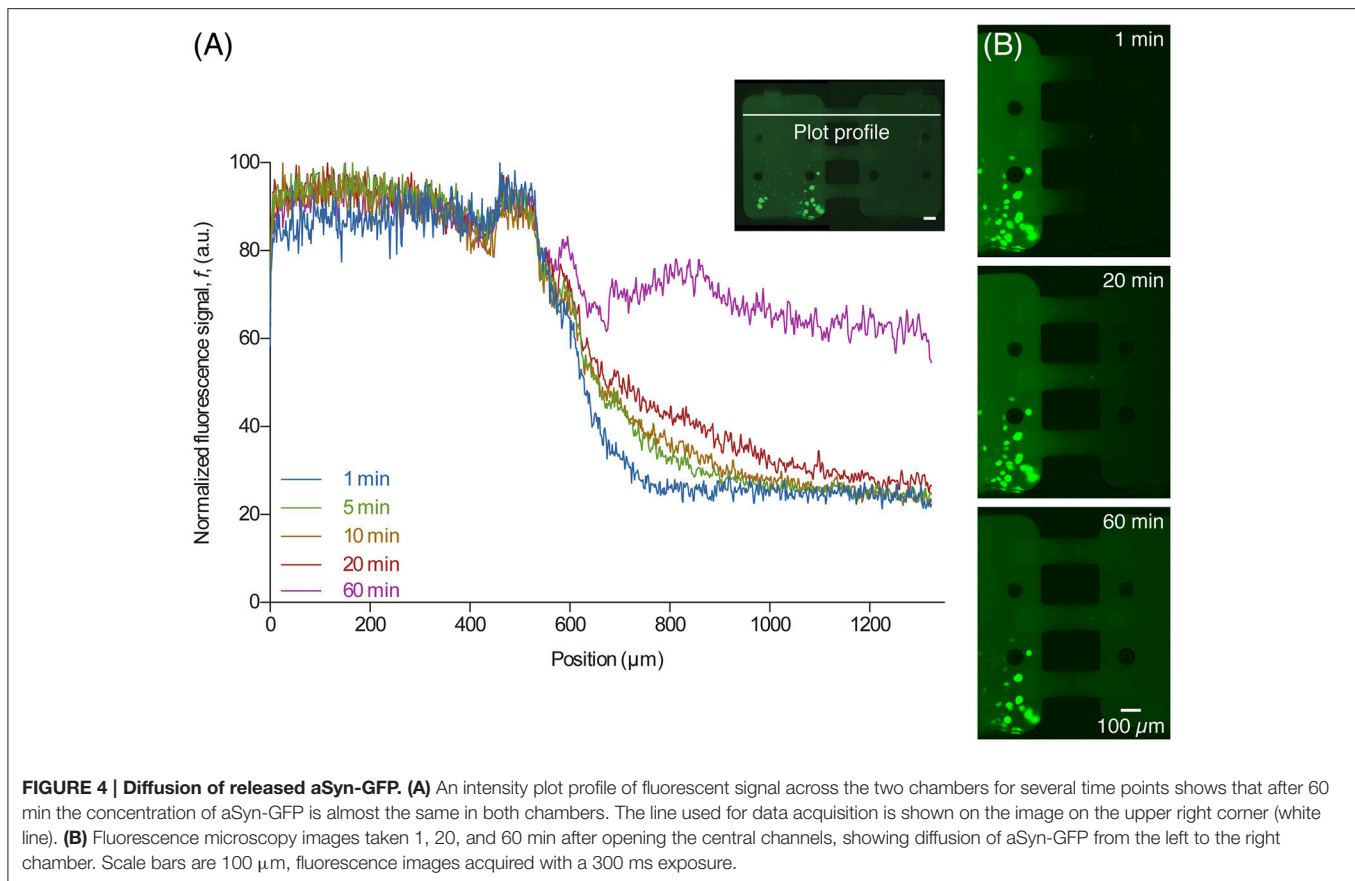 (A)
Plot profile
100
80
60
40
20
0
Normalized fluorescence signal, f, (a.u.)
1 min
5 min
10 min
20 min
60 min
0 200 400 600 800 1000 1200
Position (µm)
(B)
1 min
20 min
60 min
100 µm
FIGURE 4 | Diffusion of released aSyn-GFP. (A) An intensity plot profile of fluorescent signal across the two chambers for several time points shows that after 60
min the concentration of aSyn-GFP is almost the same in both chambers. The line used for data acquisition is shown on the image on the upper right corner (white
line). (B) Fluorescence microscopy images taken 1, 20, and 60 min after opening the central channels, showing diffusion of aSyn-GFP from the left to the right
chamber. Scale bars are 100 µm, fluorescence images acquired with a 300 ms exposure.